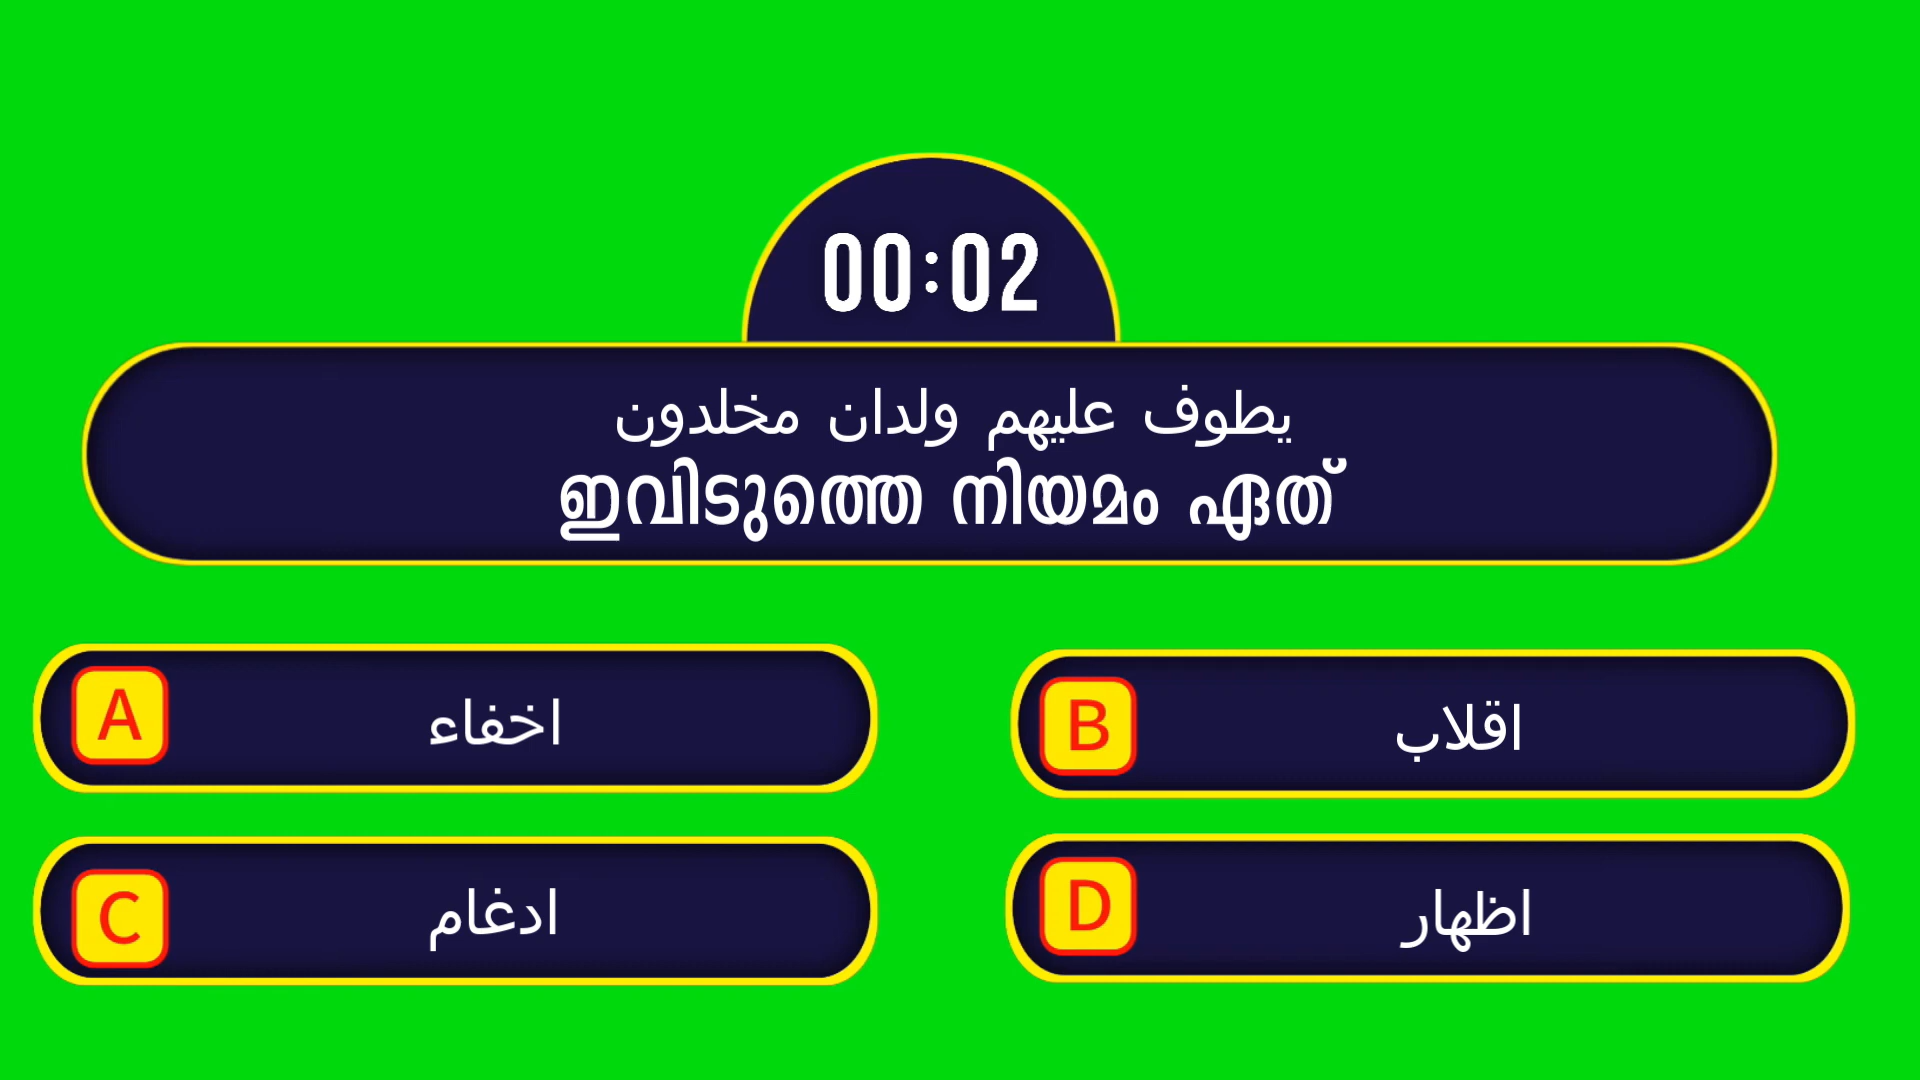 00:02
يطوف عليهم ولدان مخلدون
ഇവിടുത്തെ നിയമം ഏത്
A اخفاء
B اقلاب
C ادغام
D اظهار